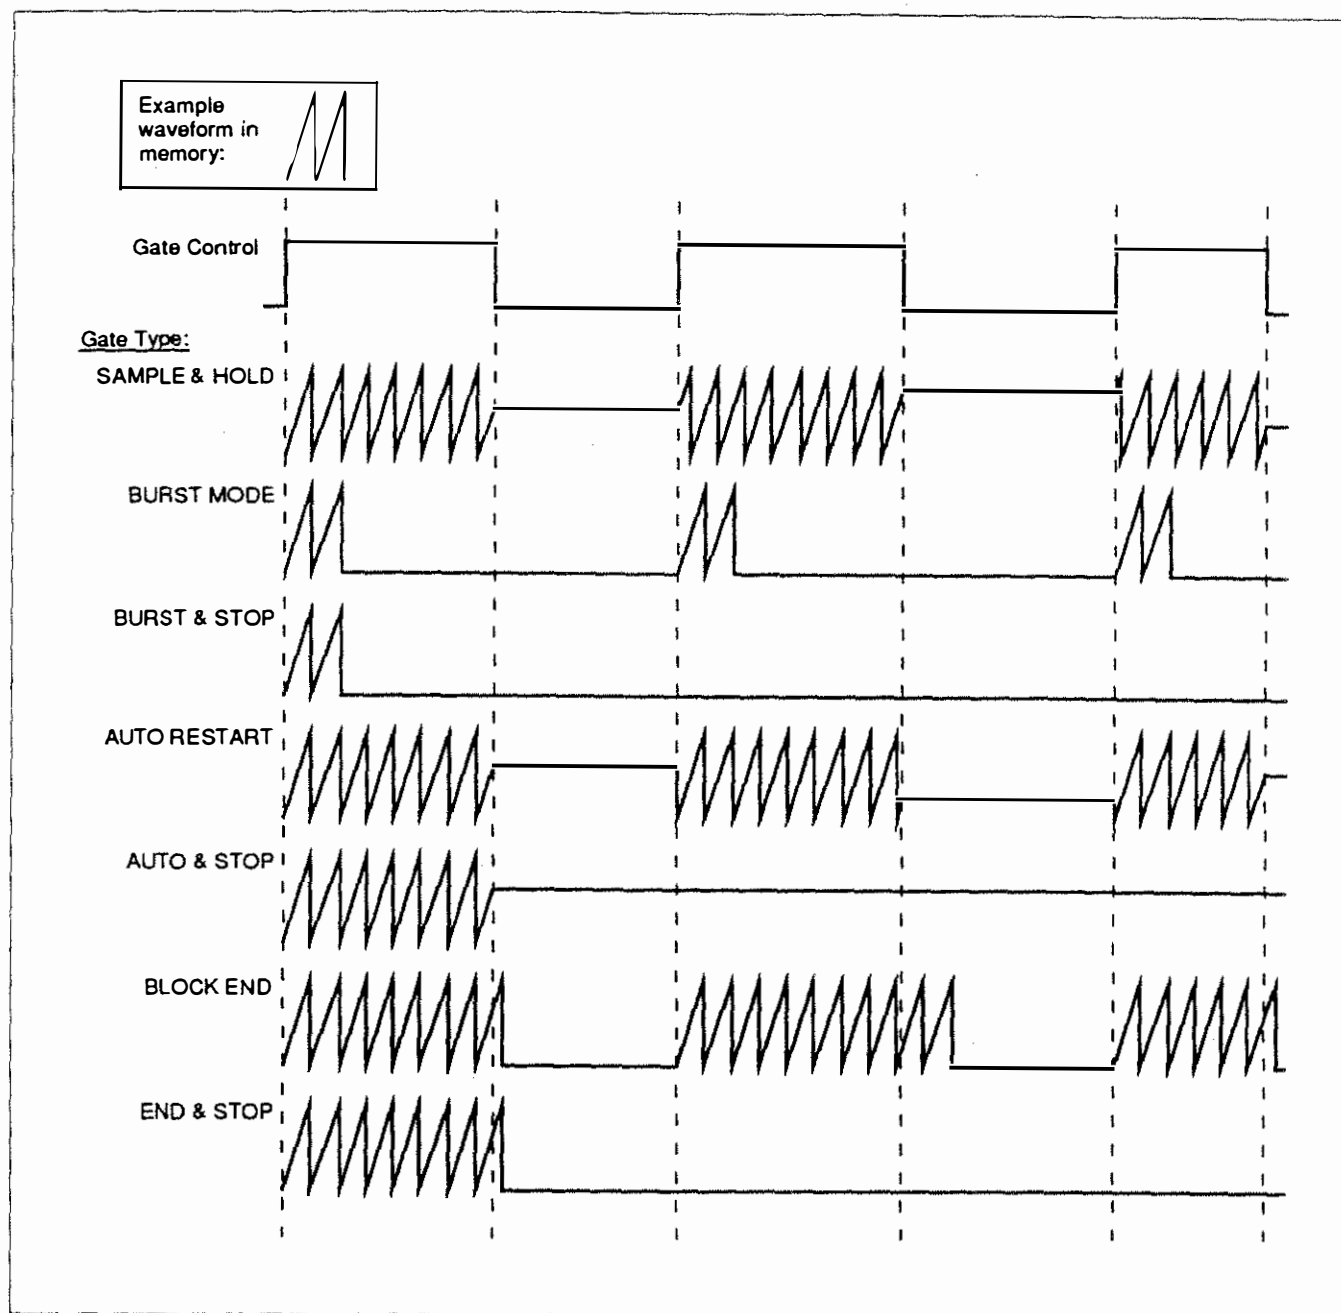 Example
waveform in
memory:
Gate Control
Gate Type:
SAMPLE & HOLD
BURST MODE
BURST & STOP
AUTO RESTART
AUTO & STOP
BLOCK END
END & STOP